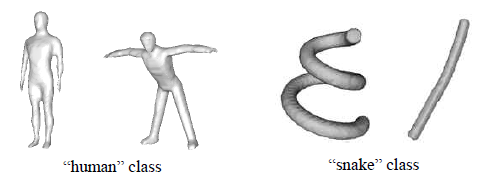 “human” class
“snake” class